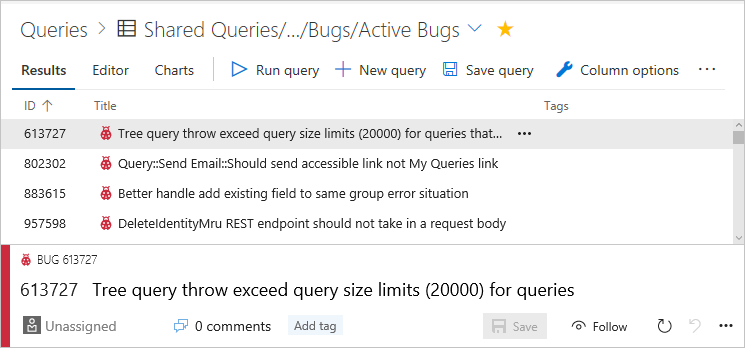 Queries > Shared Queries/.../Bugs/Active Bugs
Results Editor Charts Run query New query Save query Column options ...
ID Title Tags
613727 Tree query throw exceed query size limits (20000) for queries that... ...
802302 Query::Send Email::Should send accessible link not My Queries link
883615 Better handle add existing field to same group error situation
957598 DeleteIdentityMru REST endpoint should not take in a request body
BUG 613727
613727 Tree query throw exceed query size limits (20000) for queries
Unassigned 0 comments Add tag Save Follow ...